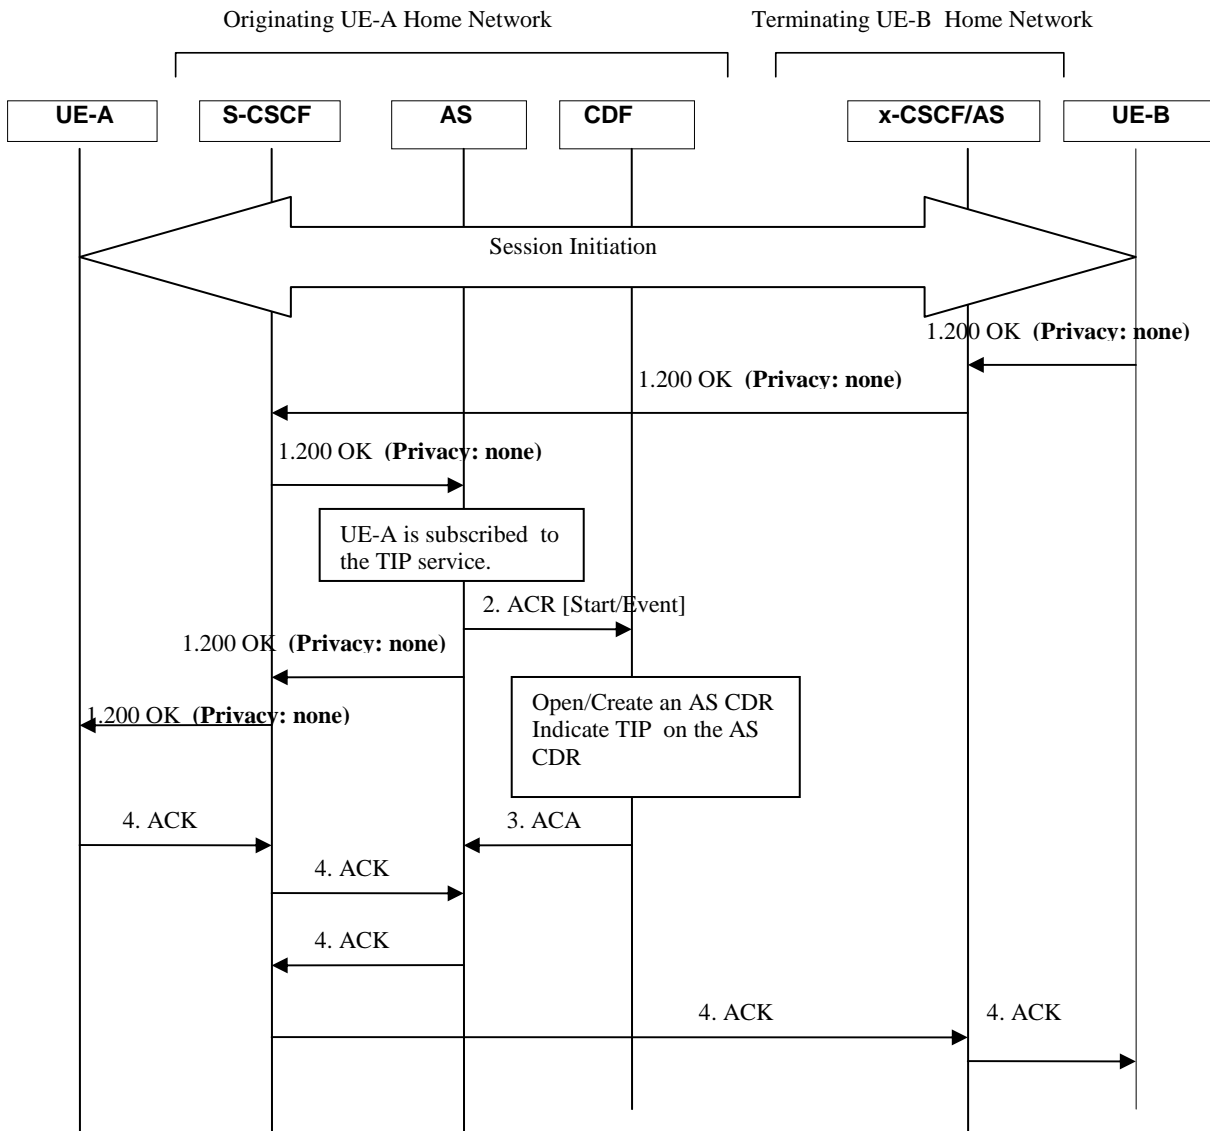 Originating UE-A Home Network
Terminating UE-B Home Network
UE-A
S-CSCF
AS
CDF
x-CSCF/AS
UE-B
Session Initiation
1.200 OK (Privacy: none)
1.200 OK (Privacy: none)
1.200 OK (Privacy: none)
UE-A is subscribed to
the TIP service.
2. ACR [Start/Event]
1.200 OK (Privacy: none)
Open/Create an AS CDR
Indicate TIP on the AS
CDR
1.200 OK (Privacy: none)
4. ACK
3. ACA
4. ACK
4. ACK
4. ACK
4. ACK